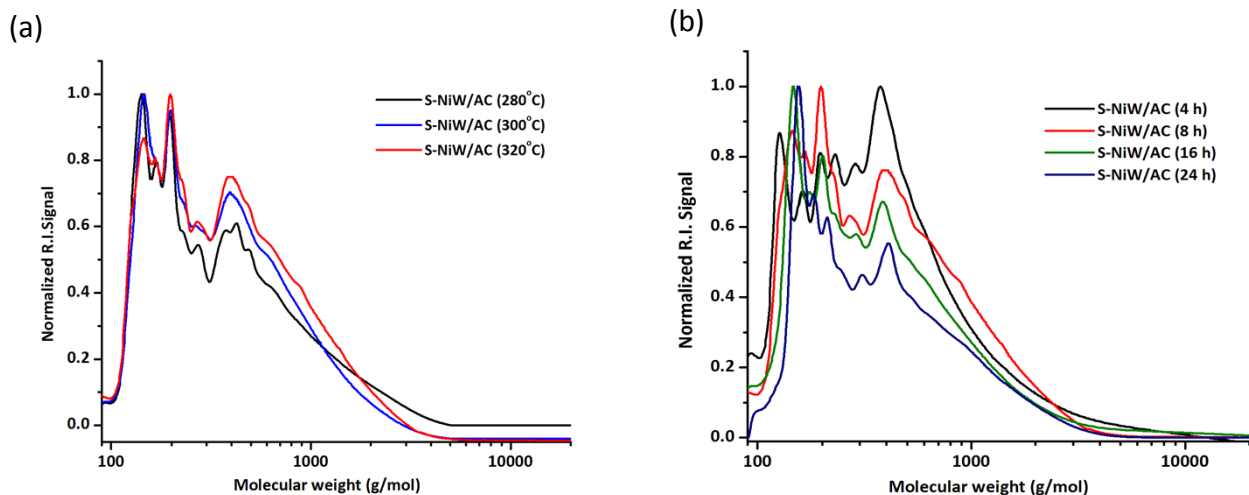 (a)
Normalized R.I.Signal
1.0
0.8
0.6
0.4
0.2
0.0
S-NiW/AC (280°C)
S-NiW/AC (300°C)
S-NiW/AC (320°C)
100 1000 10000
Molecular weight (g/mol)
(b)
Normalized R.I. Signal
1.0
0.8
0.6
0.4
0.2
0.0
S-NiW/AC (4 h)
S-NiW/AC (8 h)
S-NiW/AC (16 h)
S-NiW/AC (24 h)
100 1000 10000
Molecular weight (g/mol)